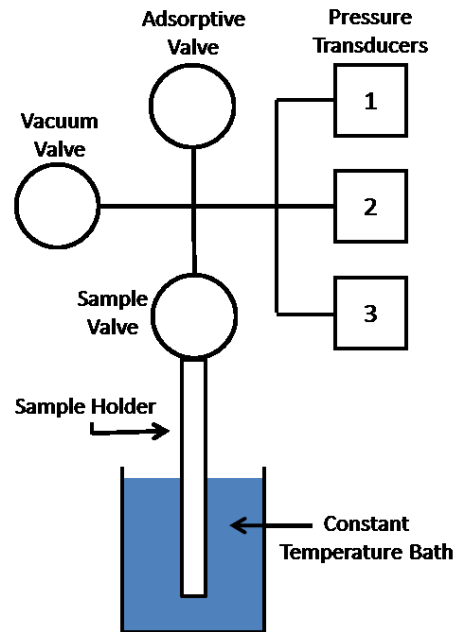 Adsorptive
Valve
Pressure
Transducers
1
Vacuum
Valve
2
Sample
Valve
3
Sample Holder
Constant
Temperature Bath